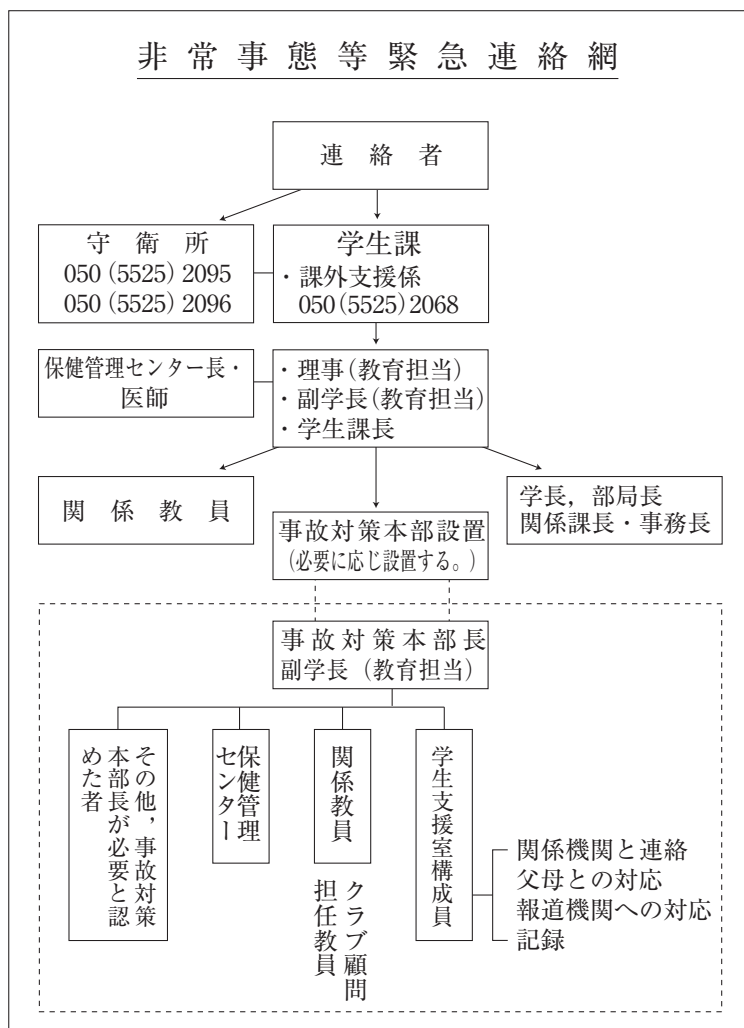 非常事態等緊急連絡網
連絡者
守衛所
050(5525)2095
050(5525)2096
学生課
・課外支援係
050(5525)2068
保健管理センター長・
医師
・理事(教育担当)
・副学長(教育担当)
・学生課長
関係教員
事故対策本部設置
(必要に応じ設置する。)
学長，部局長
関係課長・事務長
事故対策本部長
副学長（教育担当）
その他，事故対策
本部長が必要と認
めた者
保健管理
センター
関係教員
クラブ顧問
担任教員
学生支援室構成員
関係機関と連絡
父母との対応
報道機関への対応
記録